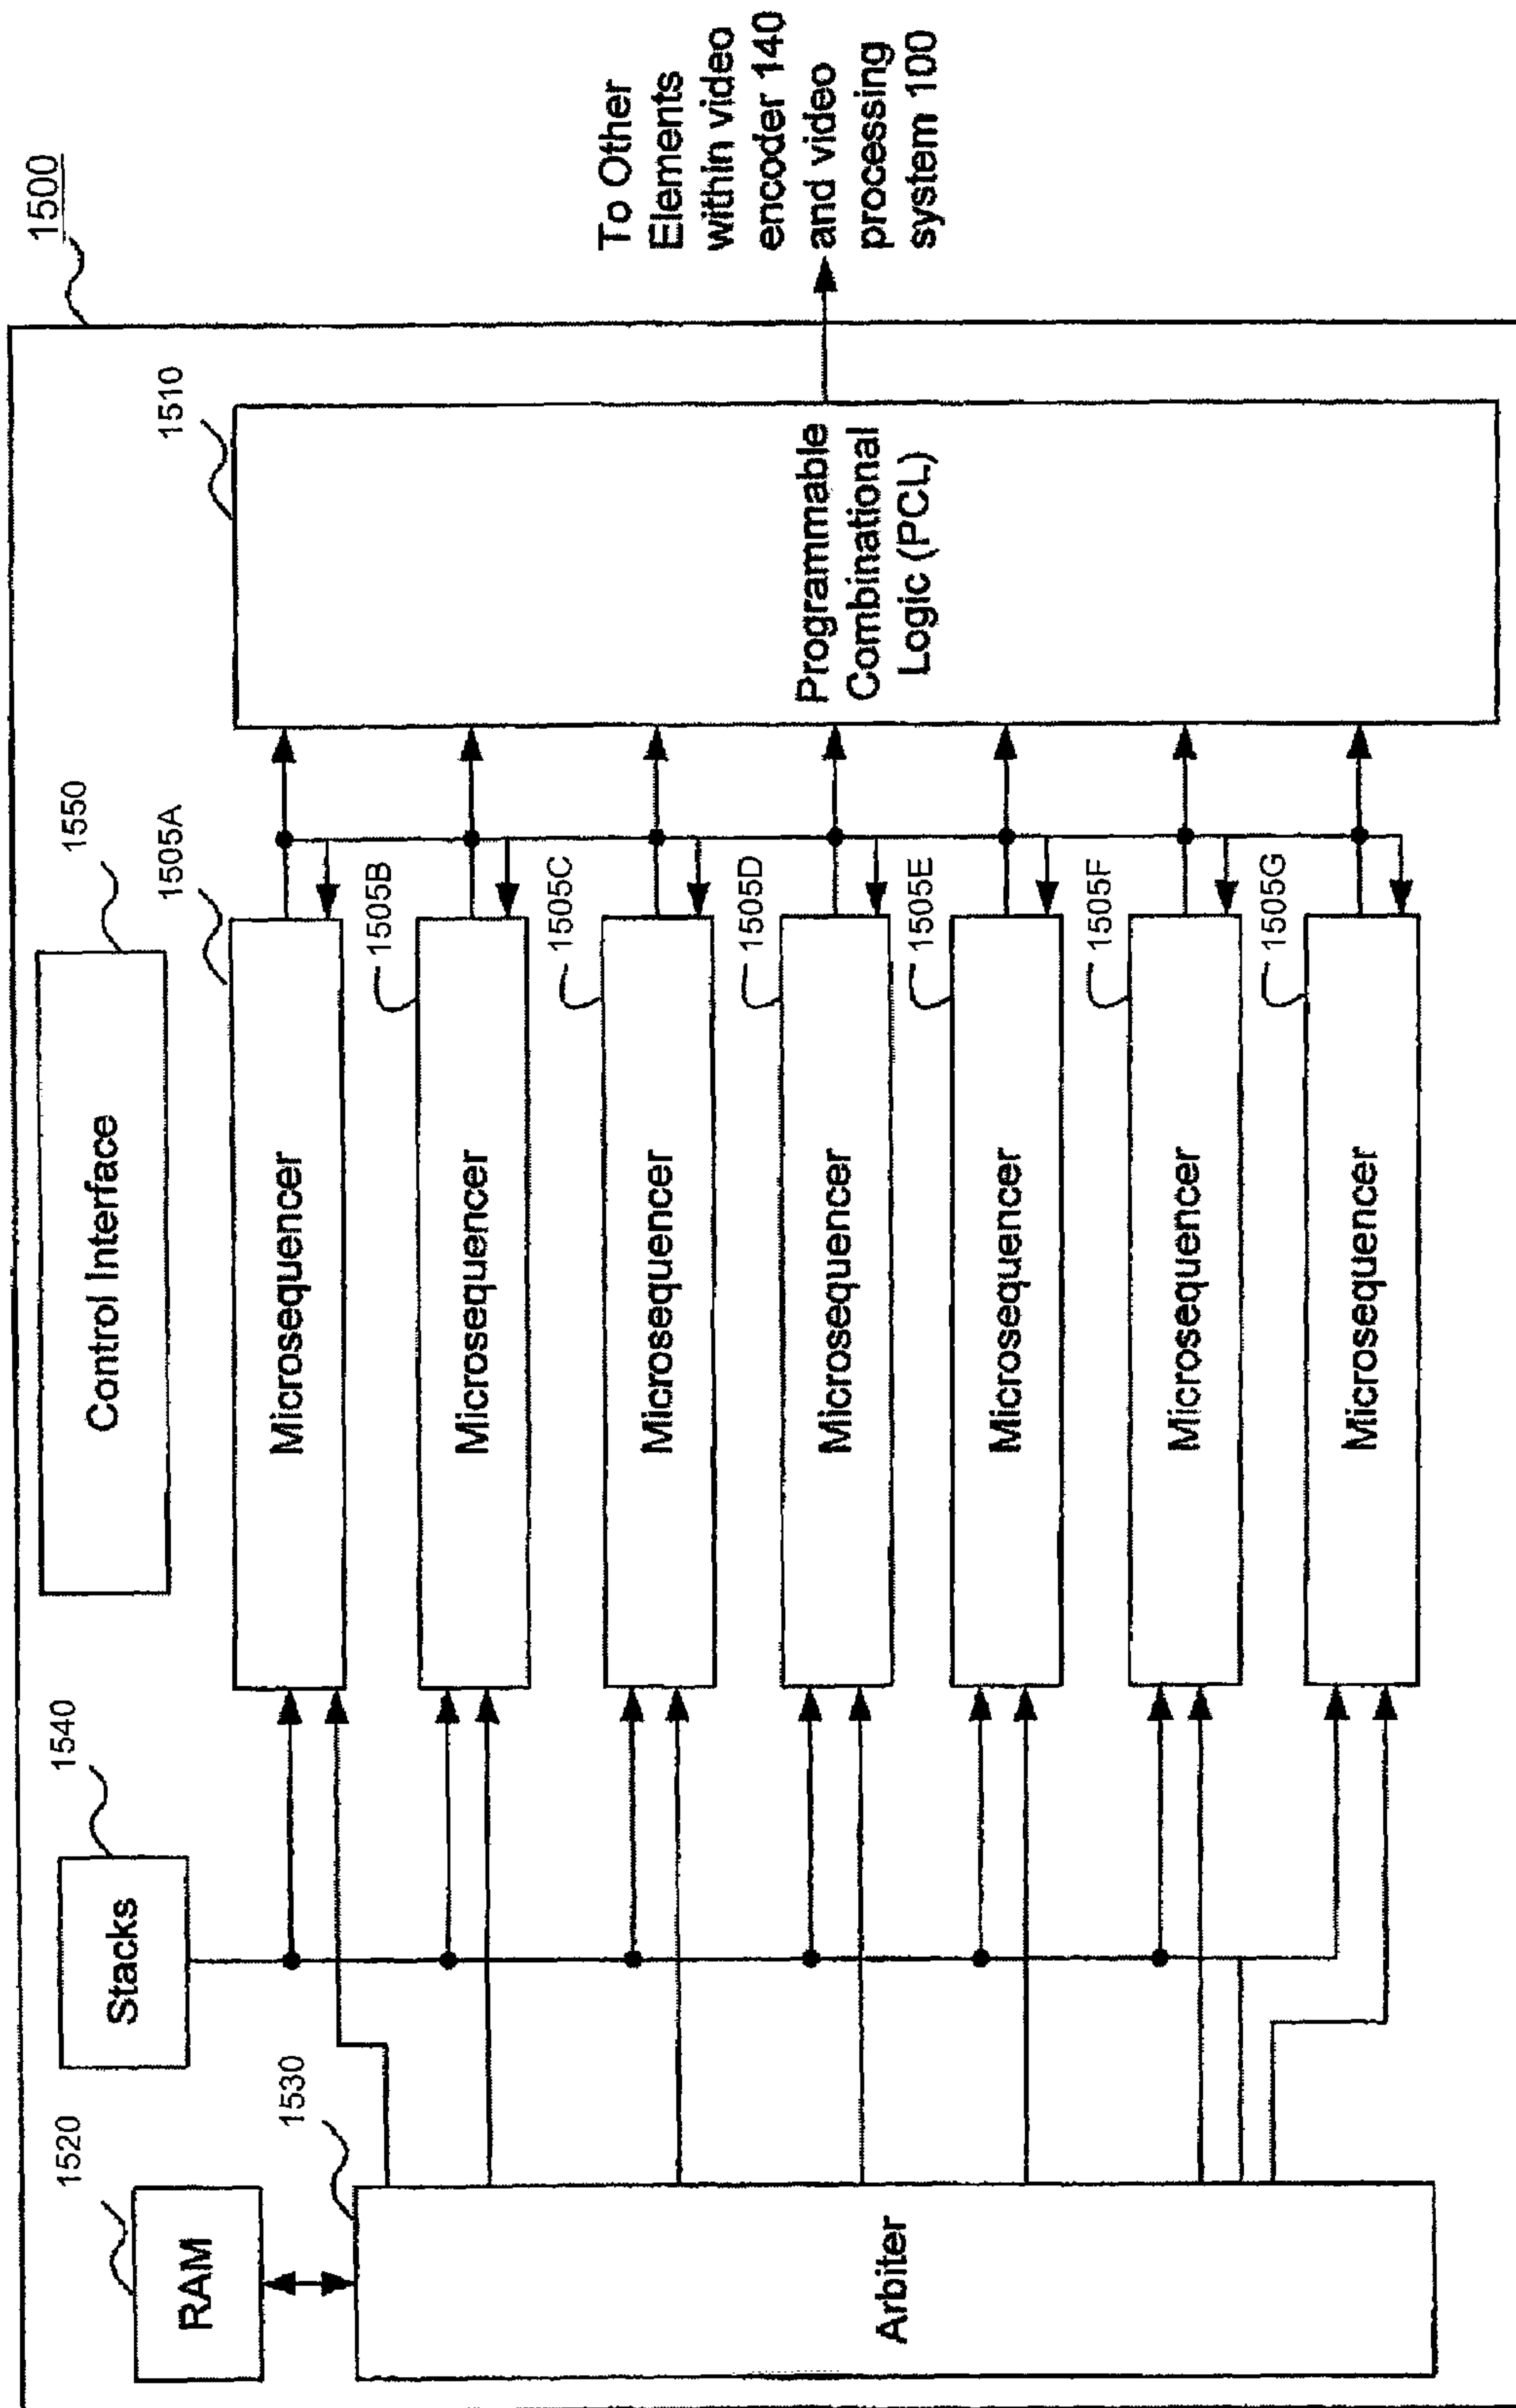 1500
1520
RAM
1530
Arbiter
1540
Stacks
1550
Control Interface
1505A
Microsequencer
1505B
Microsequencer
1505C
Microsequencer
1505D
Microsequencer
1505E
Microsequencer
1505F
Microsequencer
1505G
Microsequencer
1510
Programmable
Combinational
Logic (PCL)
To Other
Elements
within video
encoder 140
and video
processing
system 100